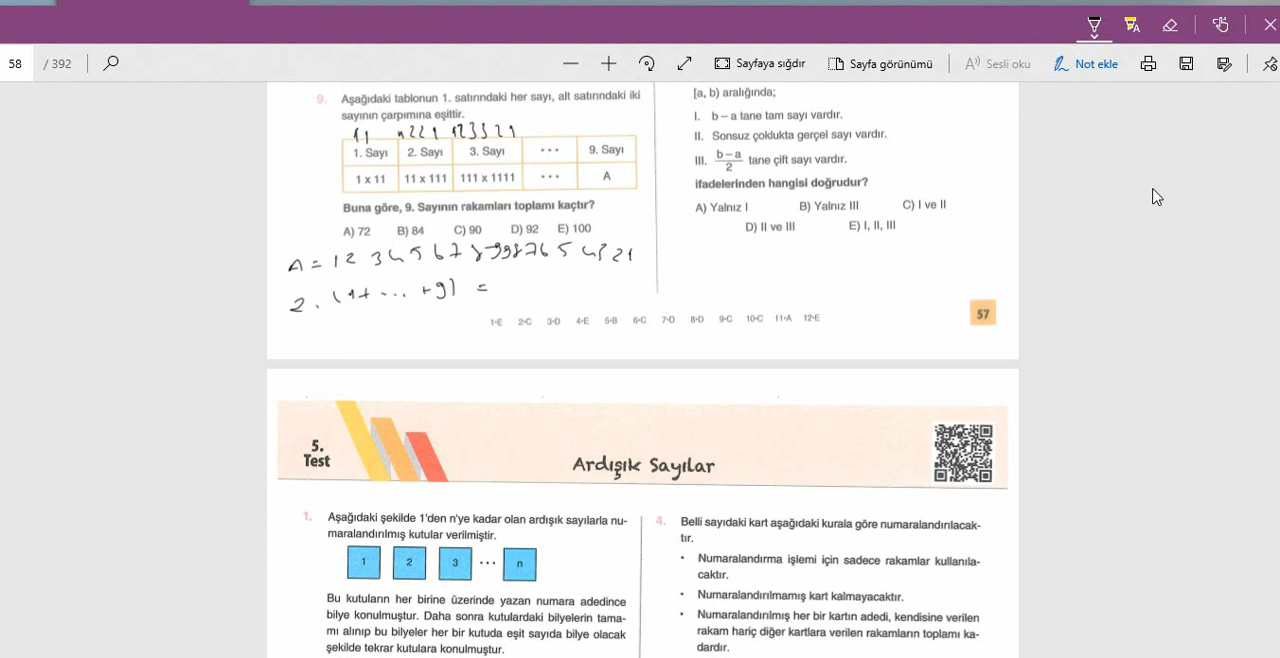 58 / 392
Sayfaya sığdır
Sayfa görünümü
Sesli oku
Not ekle
9. Aşağıdaki tablonun 1. satırındaki her sayı, alt satırındaki iki
sayının çarpımına eşittir.
11 1221 123321
1. Sayı 2. Sayı 3. Sayı ••• 9. Sayı
1 x 11 11 x 111 111 x 1111 ••• A
Buna göre, 9. Sayının rakamları toplamı kaçtır?
A) 72 B) 84 C) 90 D) 92 E) 100
A = 123456789987654321
2. (1+ ... +9) =
[a, b) aralığında;
I. b – a tane tam sayı vardır.
II. Sonsuz çoklukta gerçel sayı vardır.
III. b–a/2 tane çift sayı vardır.
ifadelerinden hangisi doğrudur?
A) Yalnız I B) Yalnız III C) I ve II
D) II ve III E) I, II, III
1-E 2-C 3-D 4-E 5-B 6-C 7-D 8-D 9-C 10-C 11-A 12-E
57
5.
Test
Ardışık Sayılar
1. Aşağıdaki şekilde 1'den n'ye kadar olan ardışık sayılarla nu-
maralandırılmış kutular verilmiştir.
1 2 3 ••• n
Bu kutuların her birine üzerinde yazan numara adedince
bilye konulmuştur. Daha sonra kutulardaki bilyelerin tama-
mı alınıp bu bilyeler her bir kutuda eşit sayıda bilye olacak
şekilde tekrar kutulara konulmuştur.
4. Belli sayıdaki kart aşağıdaki kurala göre numaralandırılacak-
tır.
• Numaralandırma işlemi için sadece rakamlar kullanıla-
caktır.
• Numaralandırılmamış kart kalmayacaktır.
• Numaralandırılmış her bir kartın adedi, kendisine verilen
rakam hariç diğer kartlara verilen rakamların toplamı ka-
dardır.